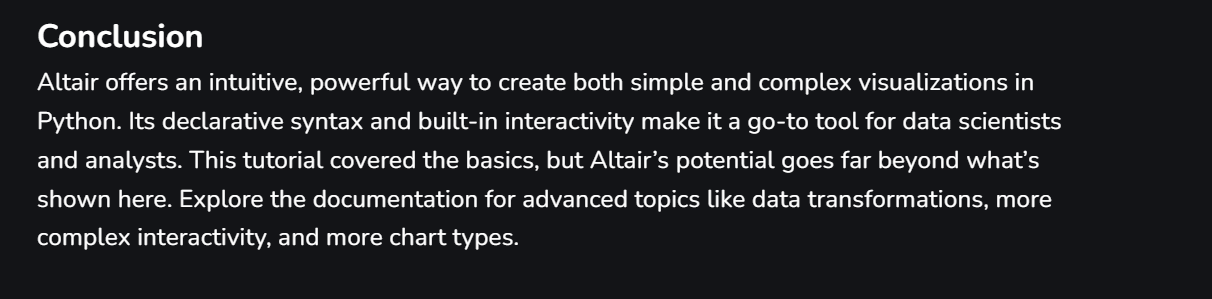 Conclusion
Altair offers an intuitive, powerful way to create both simple and complex visualizations in
Python. Its declarative syntax and built-in interactivity make it a go-to tool for data scientists
and analysts. This tutorial covered the basics, but Altair’s potential goes far beyond what’s
shown here. Explore the documentation for advanced topics like data transformations, more
complex interactivity, and more chart types.